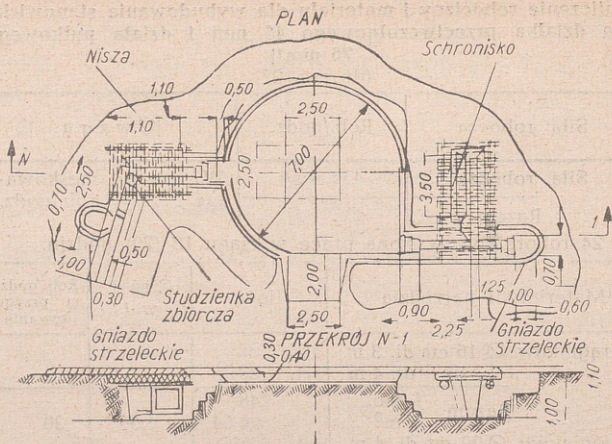 PLAN
Nisza
Schronisko
1,10
1,10
0,50
2,50
7,00
2,50
N
0,70
2,50
3,50
1
1,00
0,50
0,30
Studzienka
zbiorcza
2,00
2,50
0,90
2,25
1,25
1,00
0,70
0,60
Gniazdo
strzeleckie
Gniazdo
strzeleckie
PRZEKRÓJ N-1
0,30
0,40
1,10
1,00